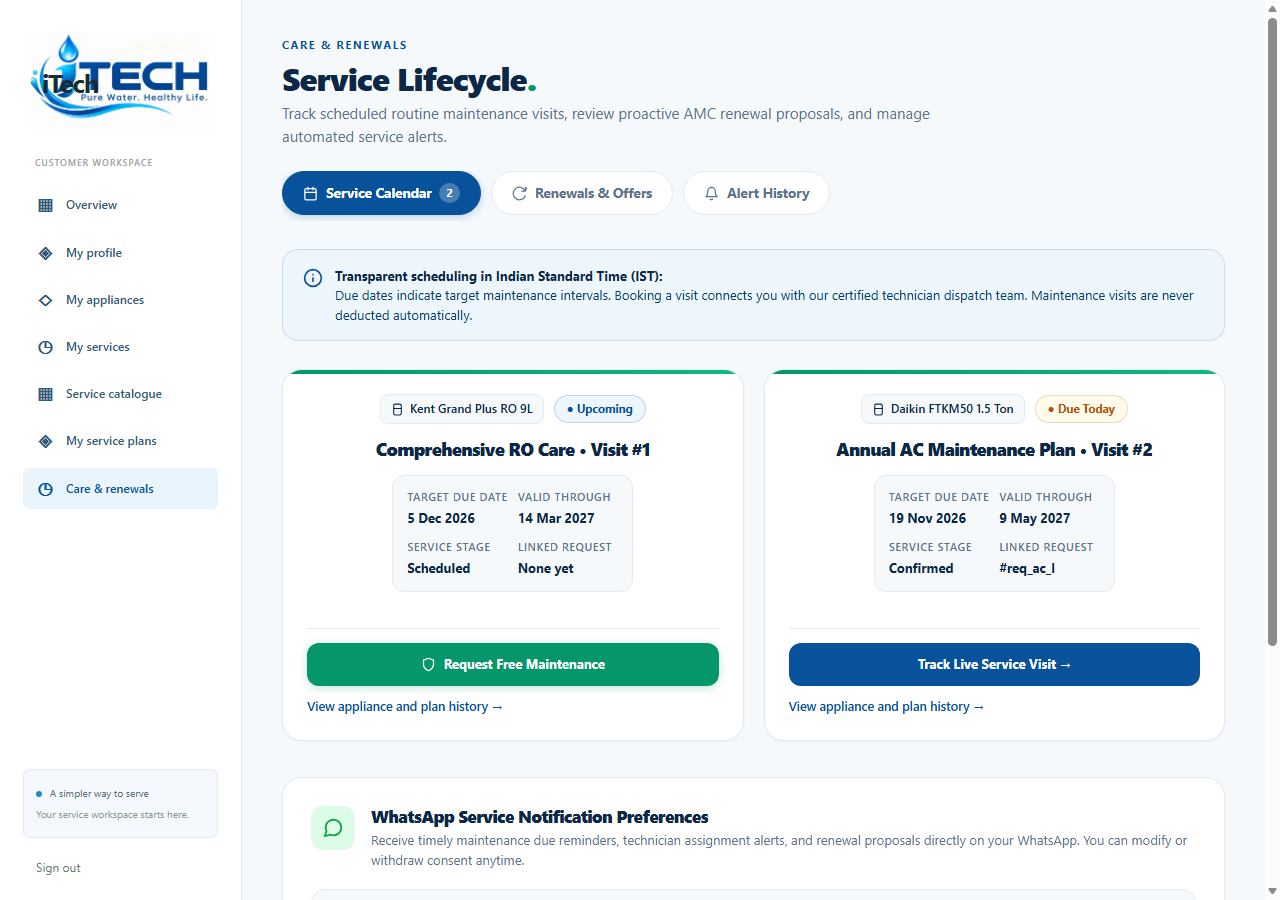 iTECH
iTech
Pure Water. Healthy Life.
CUSTOMER WORKSPACE
Overview
My profile
My appliances
My services
Service catalogue
My service plans
Care & renewals
A simpler way to serve
Your service workspace starts here.
Sign out
CARE & RENEWALS
Service Lifecycle.
Track scheduled routine maintenance visits, review proactive AMC renewal proposals, and manage
automated service alerts.
Service Calendar 2
Renewals & Offers
Alert History
Transparent scheduling in Indian Standard Time (IST):
Due dates indicate target maintenance intervals. Booking a visit connects you with our certified technician dispatch team. Maintenance visits are never
deducted automatically.
Kent Grand Plus RO 9L
• Upcoming
Comprehensive RO Care • Visit #1
TARGET DUE DATE VALID THROUGH
5 Dec 2026 14 Mar 2027
SERVICE STAGE LINKED REQUEST
Scheduled None yet
Request Free Maintenance
View appliance and plan history →
Daikin FTKM50 1.5 Ton
• Due Today
Annual AC Maintenance Plan • Visit #2
TARGET DUE DATE VALID THROUGH
19 Nov 2026 9 May 2027
SERVICE STAGE LINKED REQUEST
Confirmed #req_ac_l
Track Live Service Visit →
View appliance and plan history →
WhatsApp Service Notification Preferences
Receive timely maintenance due reminders, technician assignment alerts, and renewal proposals directly on your WhatsApp. You can modify or
withdraw consent anytime.